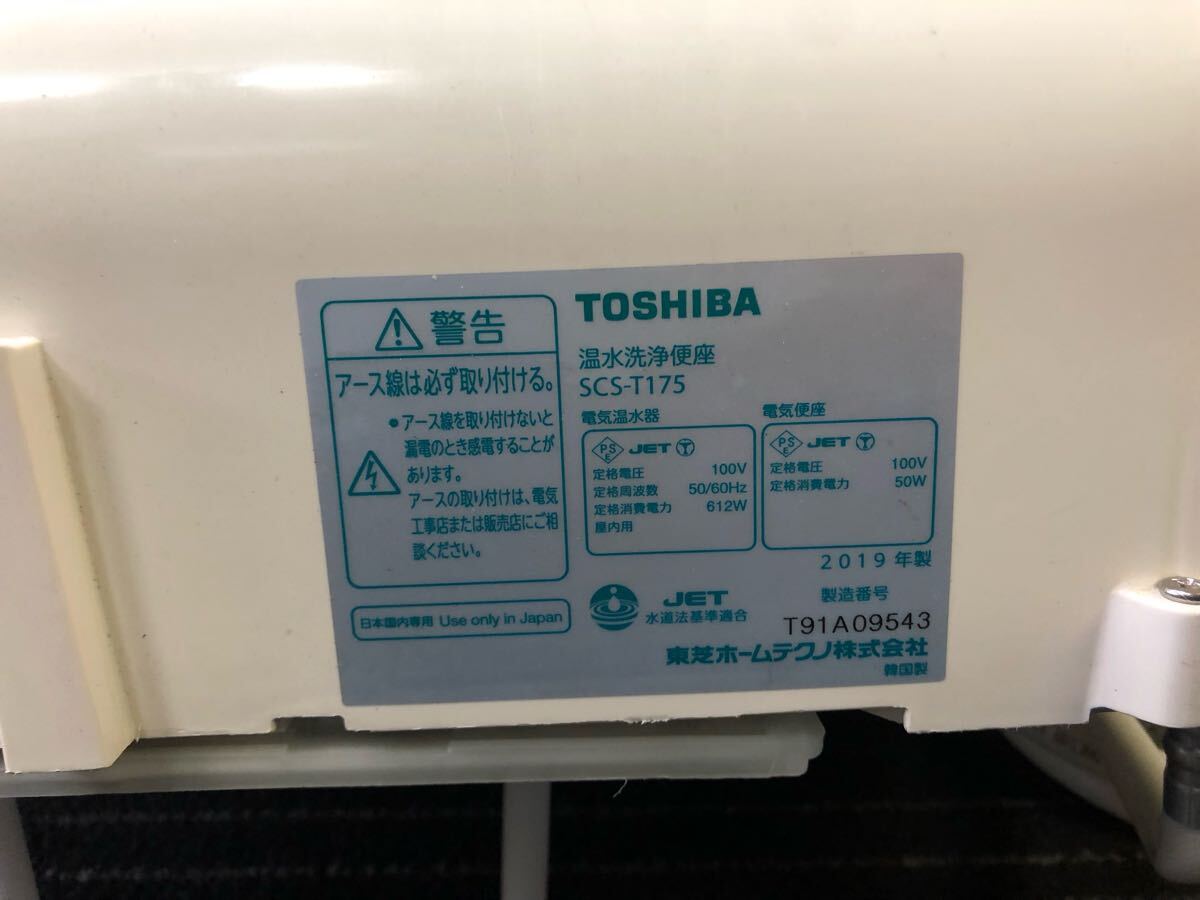 警告
アース線は必ず取り付ける。
●アース線を取り付けないと
漏電のとき感電することが
あります。
アースの取り付けは、電気
工事店または販売店にご相
談ください。
日本国内専用 Use only in Japan
TOSHIBA
温水洗浄便座
SCS-T175
電気温水器
PSE JET T
定格電圧 100V
定格周波数 50/60Hz
定格消費電力 612W
屋内用
電気便座
PSE JET T
定格電圧 100V
定格消費電力 50W
2019年製
JET
水道法基準適合
製造番号
T91A09543
東芝ホームテクノ株式会社
韓国製